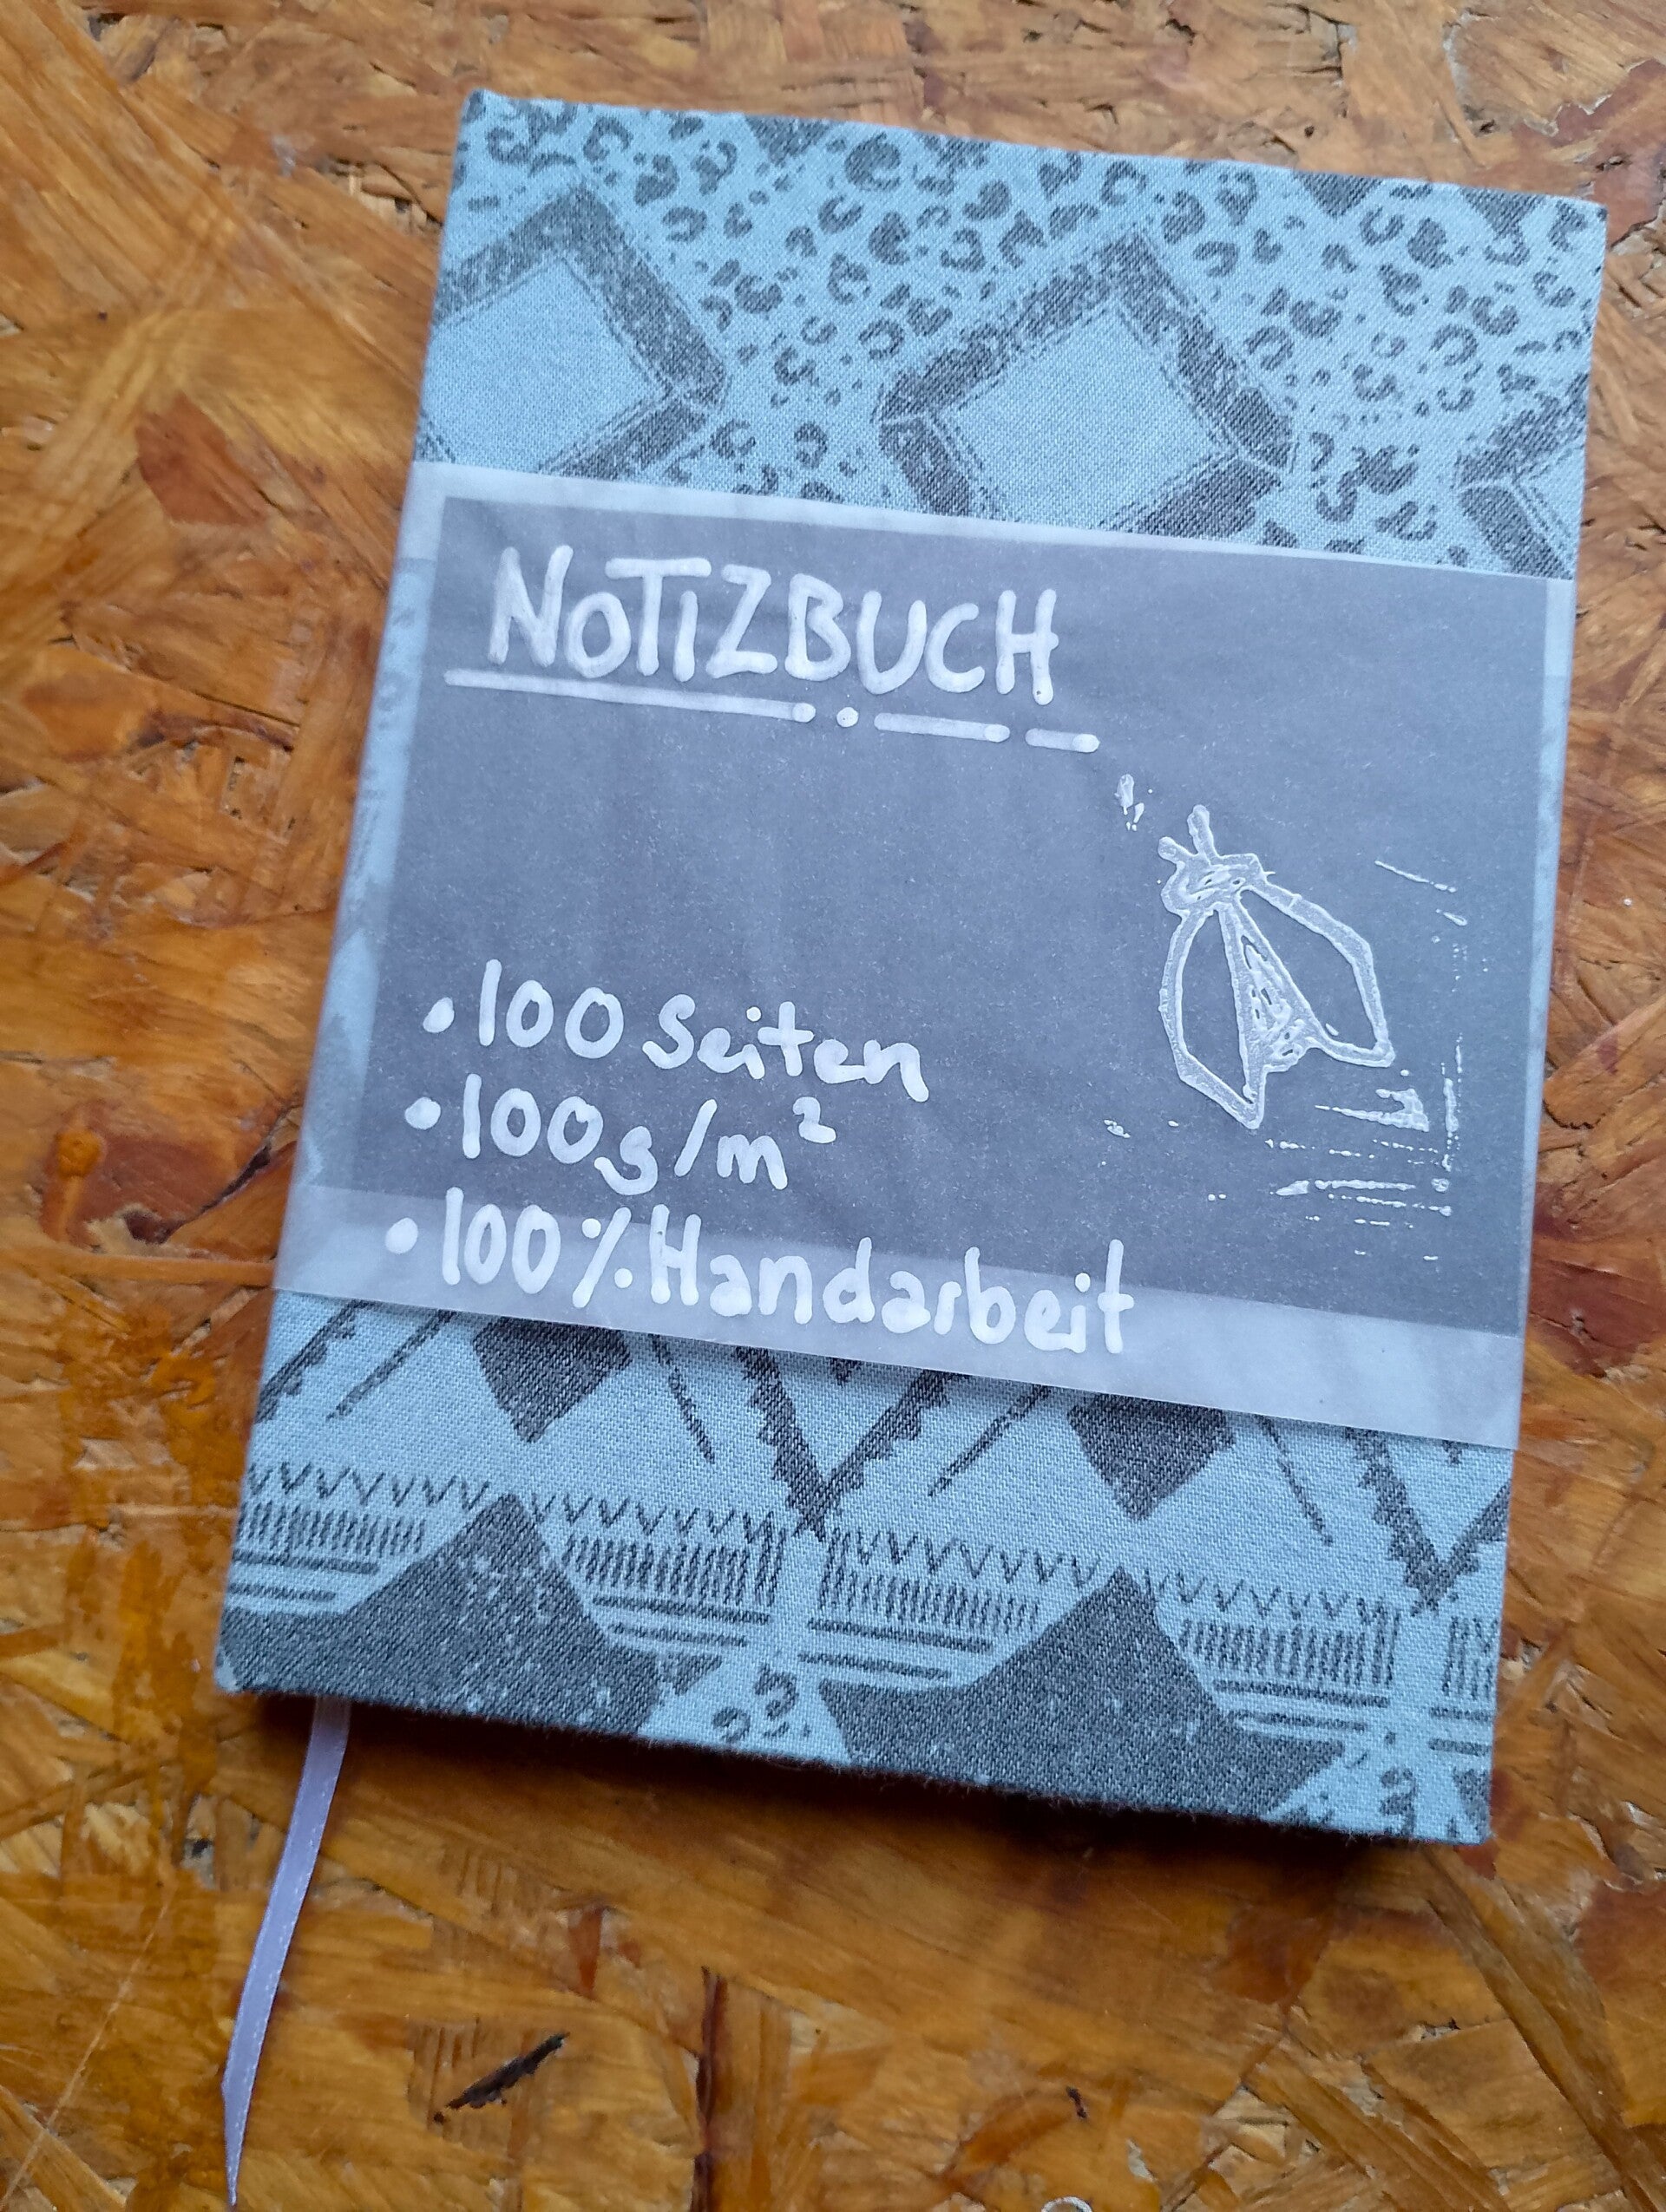 NOTIZBUCH
• 100 Seiten
• 100g/m²
• 100% Handarbeit